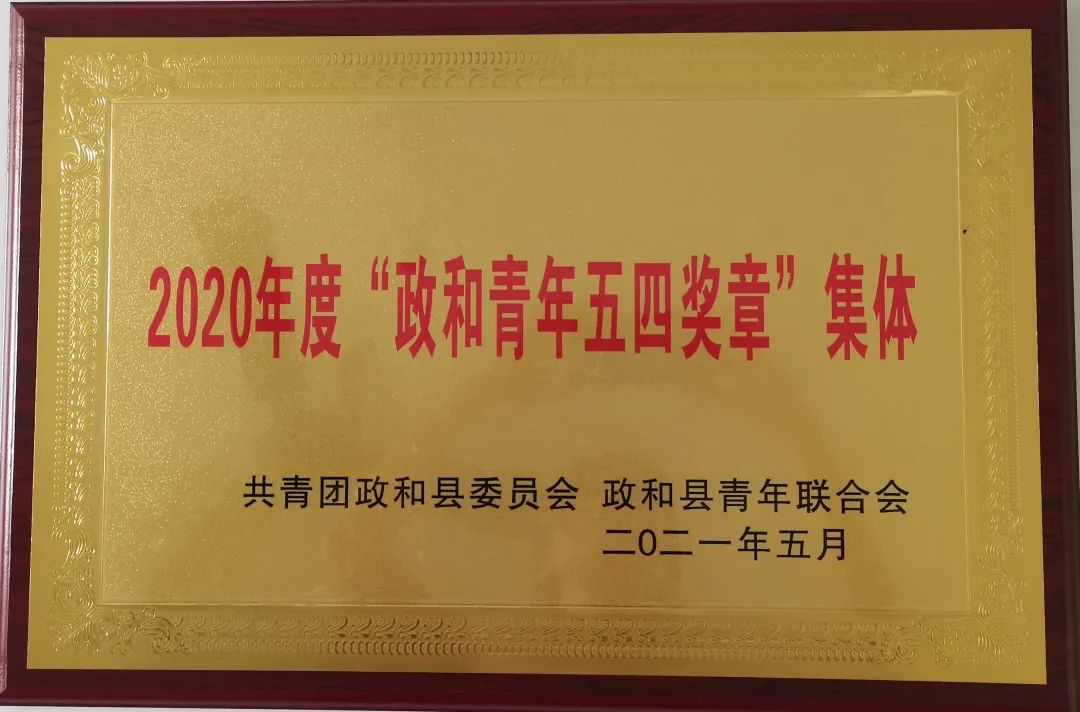 2020年度“政和青年五四奖章”集体
共青团政和县委员会 政和县青年联合会
二0二一年五月